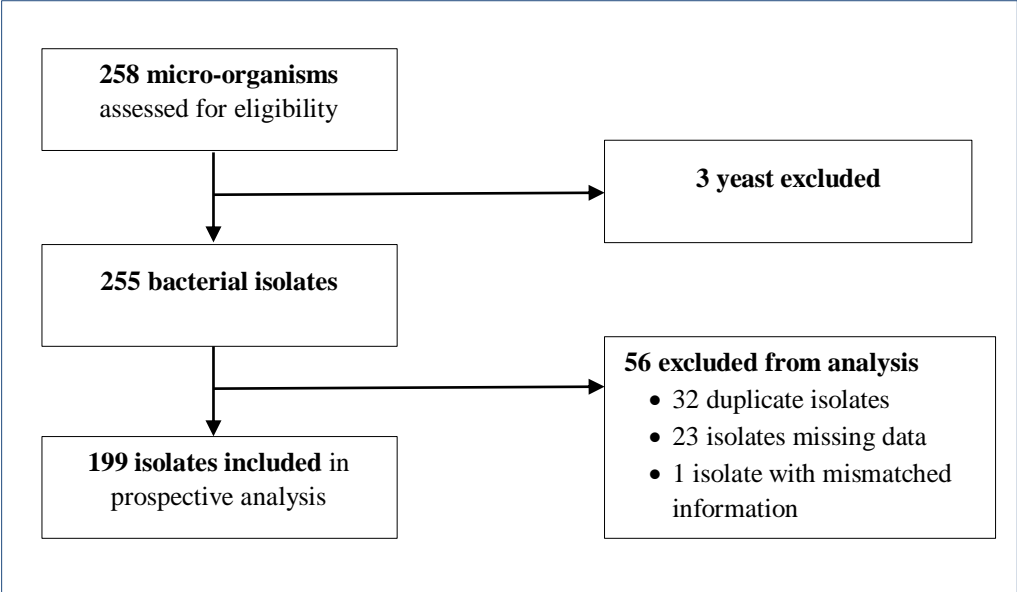 258 micro-organisms
assessed for eligibility
3 yeast excluded
255 bacterial isolates
56 excluded from analysis
• 32 duplicate isolates
• 23 isolates missing data
• 1 isolate with mismatched
information
199 isolates included in
prospective analysis